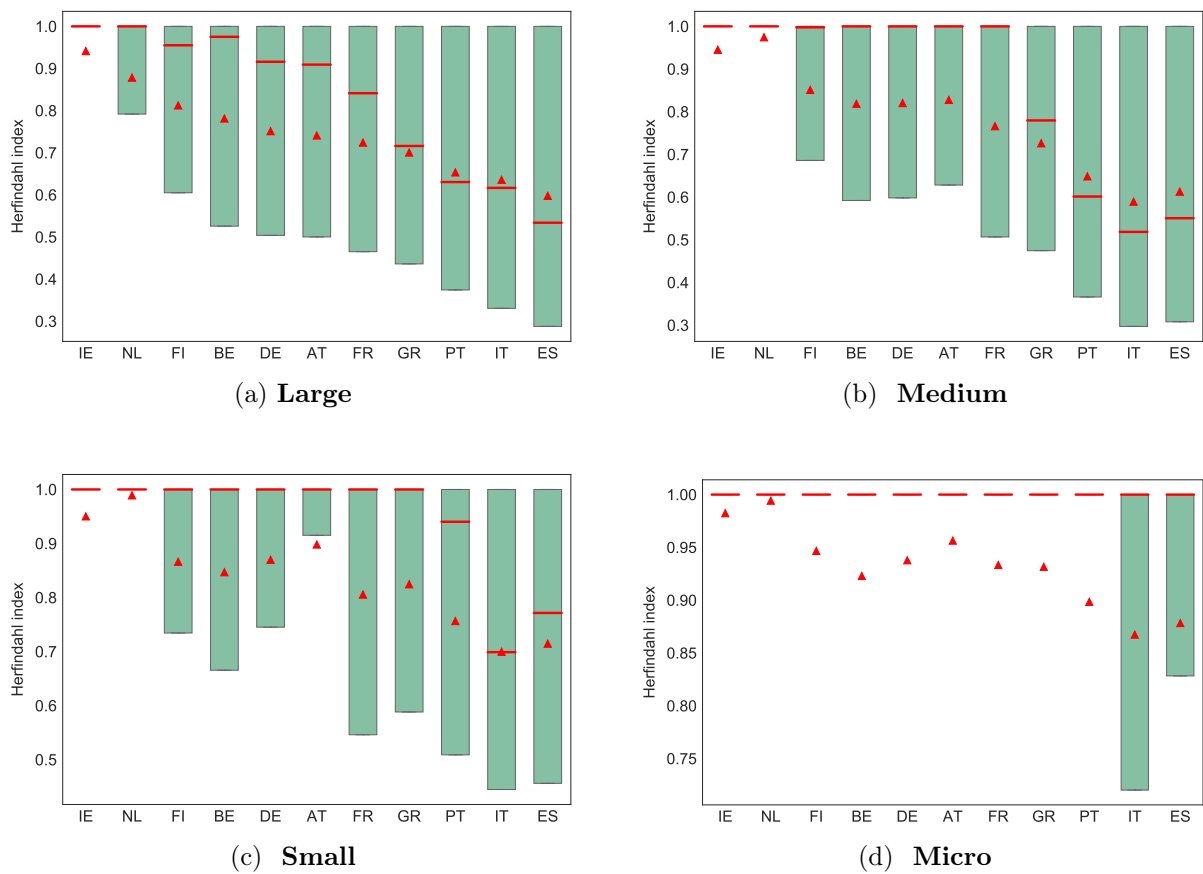 1.0
0.9
0.8
0.7
0.6
0.5
0.4
0.3
Herfindahl index
IE NL FI BE DE AT FR GR PT IT ES
(a) Large
1.0
0.9
0.8
0.7
0.6
0.5
0.4
0.3
Herfindahl index
IE NL FI BE DE AT FR GR PT IT ES
(b) Medium
1.0
0.9
0.8
0.7
0.6
0.5
Herfindahl index
IE NL FI BE DE AT FR GR PT IT ES
(c) Small
1.00
0.95
0.90
0.85
0.80
0.75
Herfindahl index
IE NL FI BE DE AT FR GR PT IT ES
(d) Micro